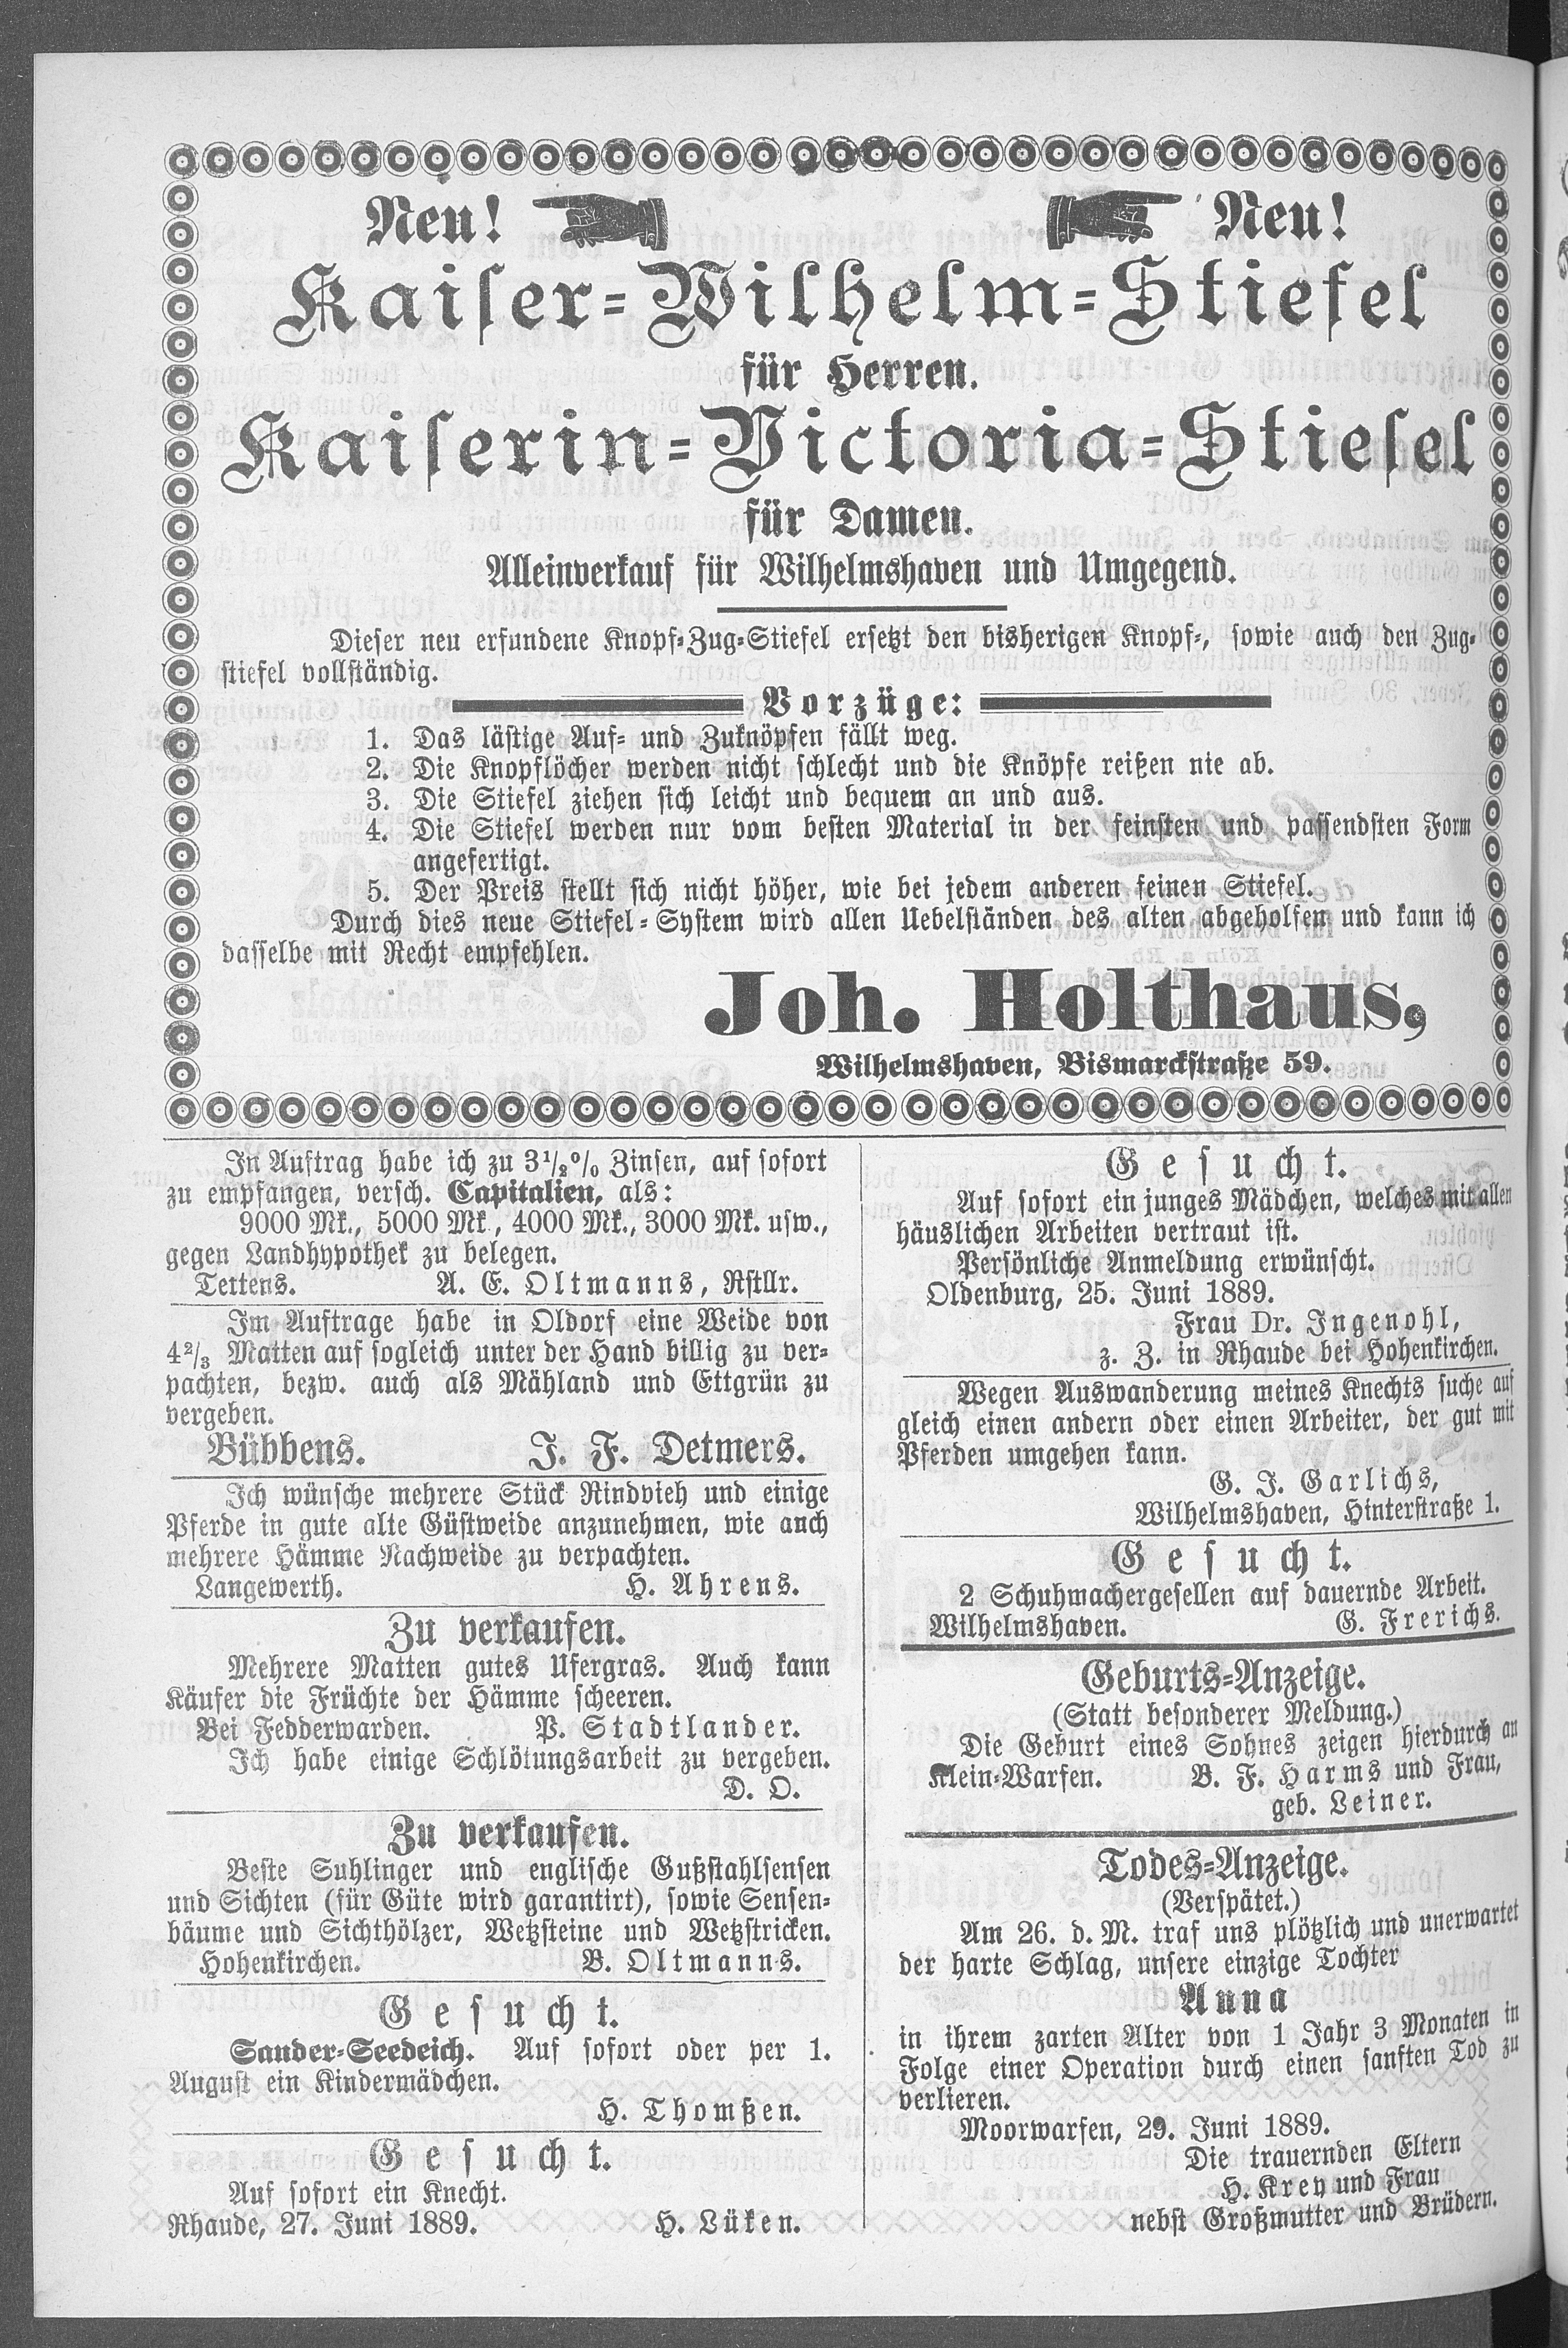 Neu! Neu!
Kaiser-Wilhelm-Stiefel
für Herren.
Kaiserin-Victoria-Stiefel
für Damen.
Alleinverkauf für Wilhelmshaven und Umgegend.
Dieser neu erfundene Knopf-Zug-Stiefel ersetzt den bisherigen Knopf-, sowie auch den Zug-
stiefel vollständig.
Vorzüge:
1. Das lästige Auf- und Zuknöpfen fällt weg.
2. Die Knopflöcher werden nicht schlecht und die Knöpfe reißen nie ab.
3. Die Stiefel ziehen sich leicht und bequem an und aus.
4. Die Stiefel werden nur vom besten Material in der feinsten und passendsten Form
angefertigt.
5. Der Preis stellt sich nicht höher, wie bei jedem anderen feinen Stiefel.
Durch dies neue Stiefel-System wird allen Uebelständen des alten abgeholfen und kann ich
dasselbe mit Recht empfehlen.
Joh. Holthaus,
Wilhelmshaven, Bismarckstraße 59.
In Auftrag habe ich zu 3½% Zinsen, auf sofort
zu empfangen, versch. Capitalien, als:
9000 Mk., 5000 Mk., 4000 Mk., 3000 Mk. usw.,
gegen Landhypothek zu belegen.
Tettens. A. E. Oltmanns, Rstllr.
Im Auftrage habe in Oldorf eine Weide von
4⅔ Matten auf sogleich unter der Hand billig zu ver-
pachten, bezw. auch als Mähland und Ettgrün zu
vergeben.
Bübbens. J. F. Detmers.
Ich wünsche mehrere Stück Rindvieh und einige
Pferde in gute alte Güstweide anzunehmen, wie auch
mehrere Hämme Nachweide zu verpachten.
Langewerth. H. Ahrens.
Zu verkaufen.
Mehrere Matten gutes Ufergras. Auch kann
Käufer die Früchte der Hämme scheeren.
Bei Fedderwarden. P. Stadtlander.
Ich habe einige Schlötungsarbeit zu vergeben.
D. O.
Zu verkaufen.
Beste Suhlinger und englische Gußstahlsensen
und Sichten (für Güte wird garantirt), sowie Sensen-
bäume und Sichthölzer, Wetzsteine und Wetzstricken.
Hohenkirchen. B. Oltmanns.
Gesucht.
Sander-Seedeich. Auf sofort oder per 1.
August ein Kindermädchen.
H. Thomßen.
Gesucht.
Auf sofort ein Knecht.
Rhaude, 27. Juni 1889. H. Lüken.
Gesucht.
Auf sofort ein junges Mädchen, welches mit allen
häuslichen Arbeiten vertraut ist.
Persönliche Anmeldung erwünscht.
Oldenburg, 25. Juni 1889.
Frau Dr. Ingenohl,
z. Z. in Rhaude bei Hohenkirchen.
Wegen Auswanderung meines Knechts suche auf
gleich einen andern oder einen Arbeiter, der gut mit
Pferden umgehen kann.
G. J. Garlichs,
Wilhelmshaven, Hinterstraße 1.
Gesucht.
2 Schuhmachergesellen auf dauernde Arbeit.
Wilhelmshaven. G. Frerichs.
Geburts-Anzeige.
(Statt besonderer Meldung.)
Die Geburt eines Sohnes zeigen hierdurch an
Klein-Warfen. B. F. Harms und Frau,
geb. Leiner.
Todes-Anzeige.
(Verspätet.)
Am 26. d. M. traf uns plötzlich und unerwartet
der harte Schlag, unsere einzige Tochter
Anna
in ihrem zarten Alter von 1 Jahr 3 Monaten in
Folge einer Operation durch einen sanften Tod zu
verlieren.
Moorwarfen, 29. Juni 1889.
Die trauernden Eltern
H. Krey und Frau
nebst Großmutter und Brüdern.